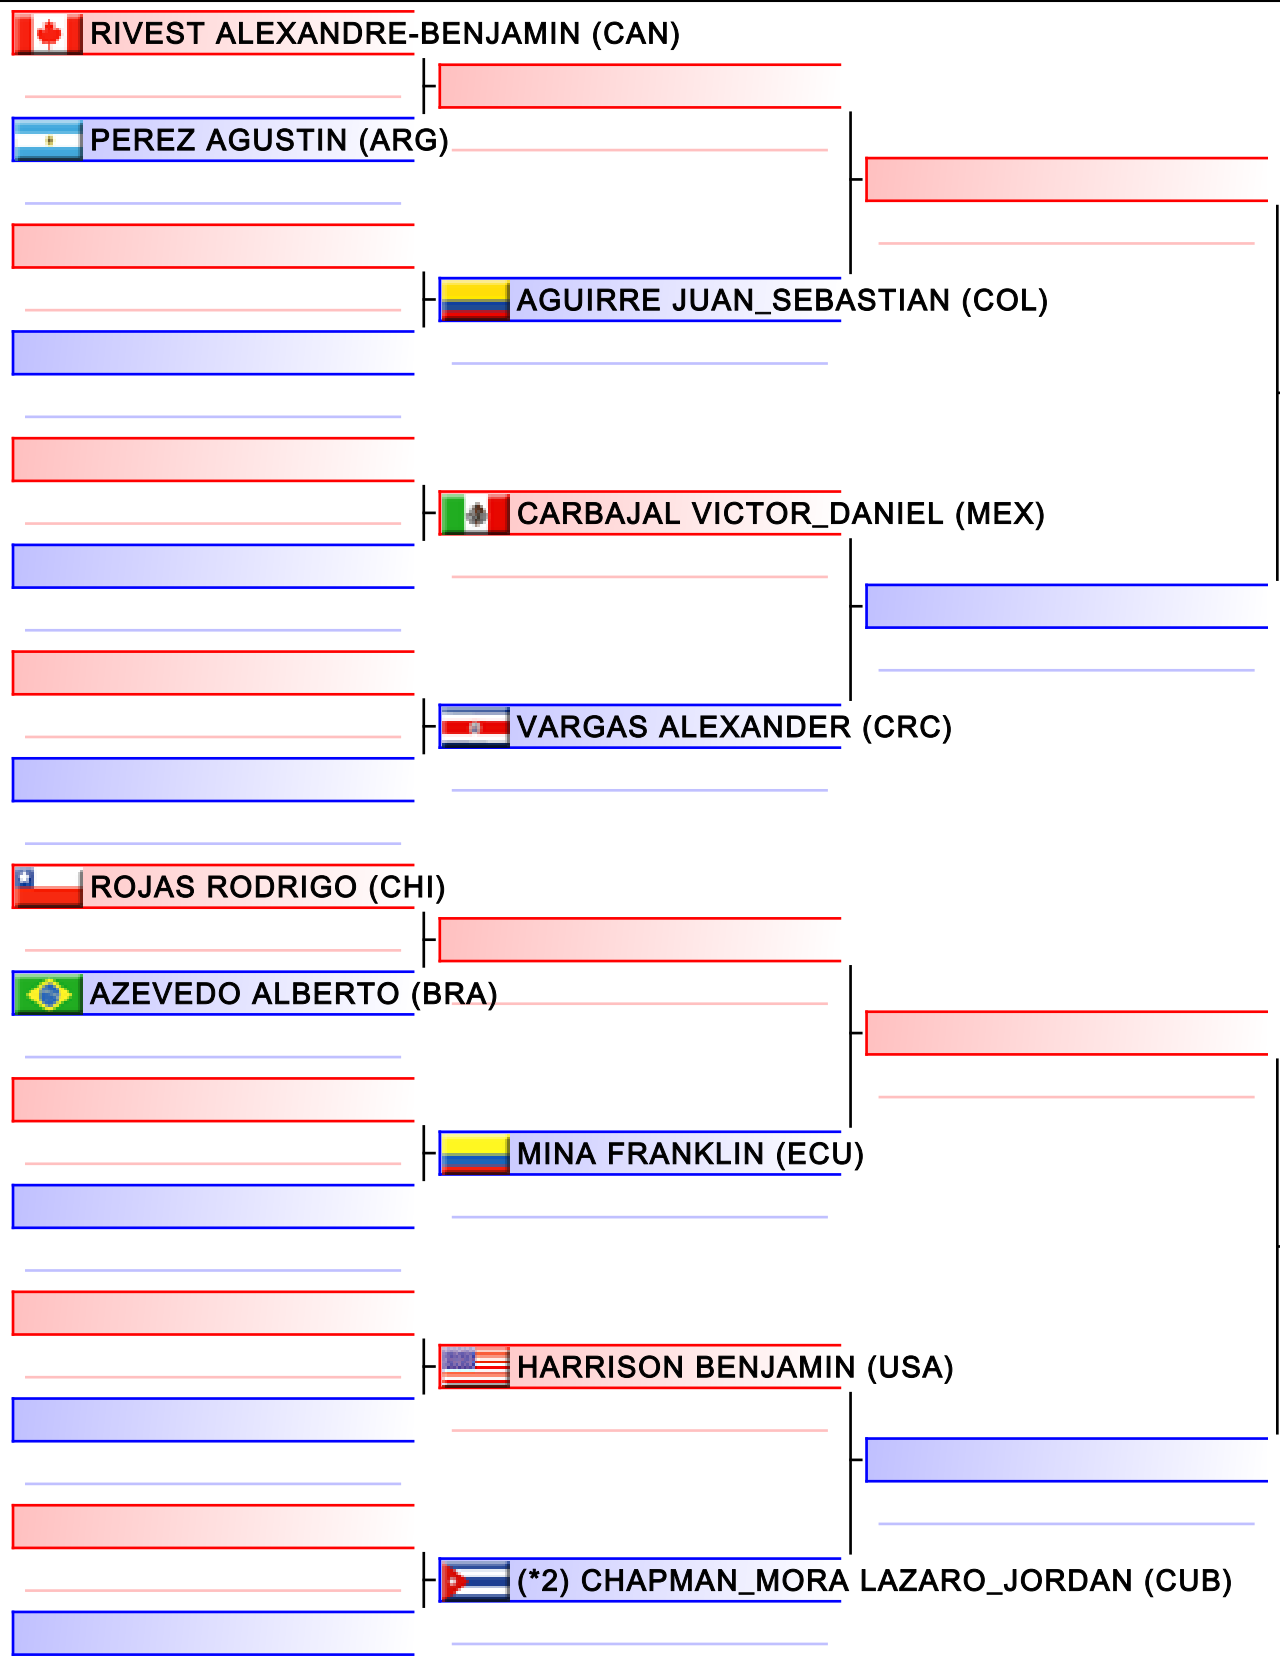 RIVEST ALEXANDRE-BENJAMIN (CAN)
PEREZ AGUSTIN (ARG)
AGUIRRE JUAN_SEBASTIAN (COL)
CARBAJAL VICTOR_DANIEL (MEX)
VARGAS ALEXANDER (CRC)
ROJAS RODRIGO (CHI)
AZEVEDO ALBERTO (BRA)
MINA FRANKLIN (ECU)
HARRISON BENJAMIN (USA)
(*2) CHAPMAN_MORA LAZARO_JORDAN (CUB)